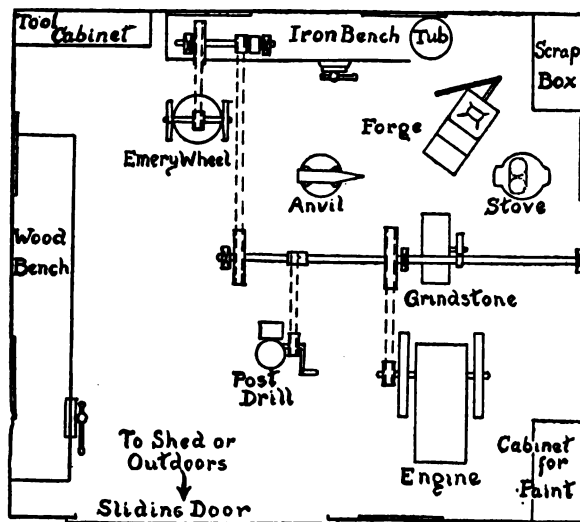 Tool
Cabinet
Iron Bench
Tub
Scrap
Box
Forge
Emery Wheel
Anvil
Stove
Wood
Bench
Grindstone
Post
Drill
To Shed or
Outdoors
Sliding Door
Engine
Cabinet
for
Paint